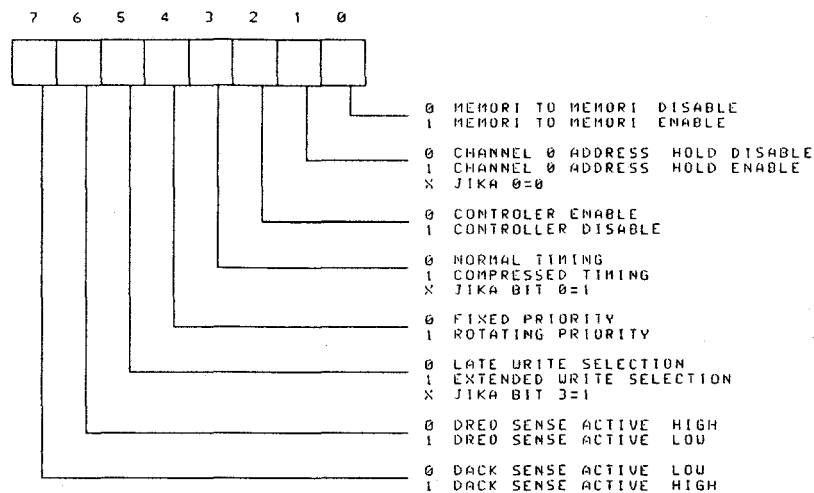 7 6 5 4 3 2 1 0
0 MEMORI TO MEMORI DISABLE
1 MEMORI TO MEMORI ENABLE
0 CHANNEL 0 ADDRESS HOLD DISABLE
1 CHANNEL 0 ADDRESS HOLD ENABLE
X JIKA 0=0
0 CONTROLER ENABLE
1 CONTROLLER DISABLE
0 NORMAL TIMING
1 COMPRESSED TIMING
X JIKA BIT 0=1
0 FIXED PRIORITY
1 ROTATING PRIORITY
0 LATE WRITE SELECTION
1 EXTENDED WRITE SELECTION
X JIKA BIT 3=1
0 DREQ SENSE ACTIVE HIGH
1 DREQ SENSE ACTIVE LOW
0 DACK SENSE ACTIVE LOW
1 DACK SENSE ACTIVE HIGH